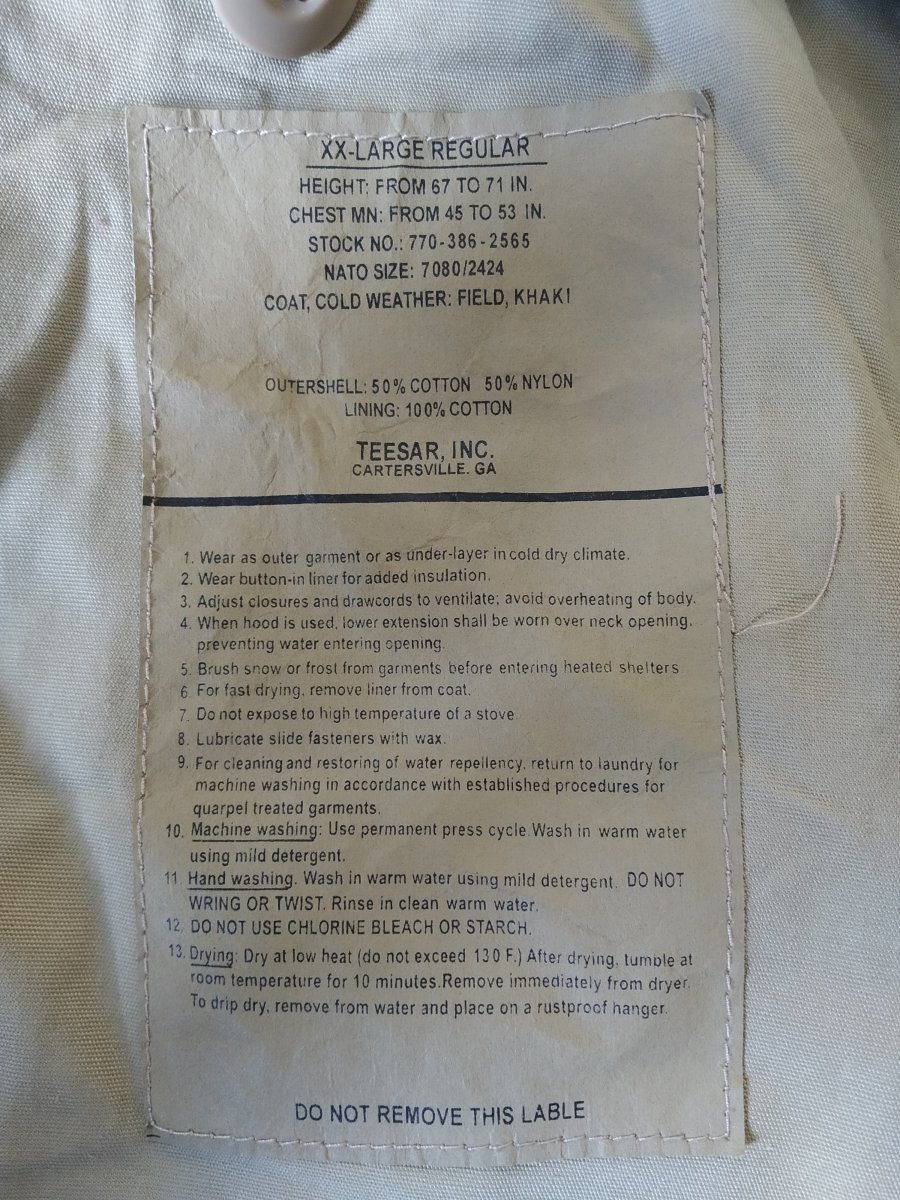 XX-LARGE REGULAR
HEIGHT: FROM 67 TO 71 IN.
CHEST MN: FROM 45 TO 53 IN.
STOCK NO.: 770-386-2565
NATO SIZE: 7080/2424
COAT, COLD WEATHER: FIELD, KHAKI
OUTERSHELL: 50% COTTON 50% NYLON
LINING: 100% COTTON
TEESAR, INC.
CARTERSVILLE. GA
1. Wear as outer garment or as under-layer in cold dry climate.
2. Wear button-in liner for added insulation.
3. Adjust closures and drawcords to ventilate; avoid overheating of body.
4. When hood is used, lower extension shall be worn over neck opening,
preventing water entering opening.
5. Brush snow or frost from garments before entering heated shelters
6. For fast drying, remove liner from coat.
7. Do not expose to high temperature of a stove
8. Lubricate slide fasteners with wax.
9. For cleaning and restoring of water repellency, return to laundry for
machine washing in accordance with established procedures for
quarpel treated garments.
10. Machine washing: Use permanent press cycle. Wash in warm water
using mild detergent.
11. Hand washing. Wash in warm water using mild detergent. DO NOT
WRING OR TWIST. Rinse in clean warm water.
12. DO NOT USE CHLORINE BLEACH OR STARCH.
13. Drying: Dry at low heat (do not exceed 130 F.) After drying, tumble at
room temperature for 10 minutes. Remove immediately from dryer.
To drip dry, remove from water and place on a rustproof hanger.
DO NOT REMOVE THIS LABLE